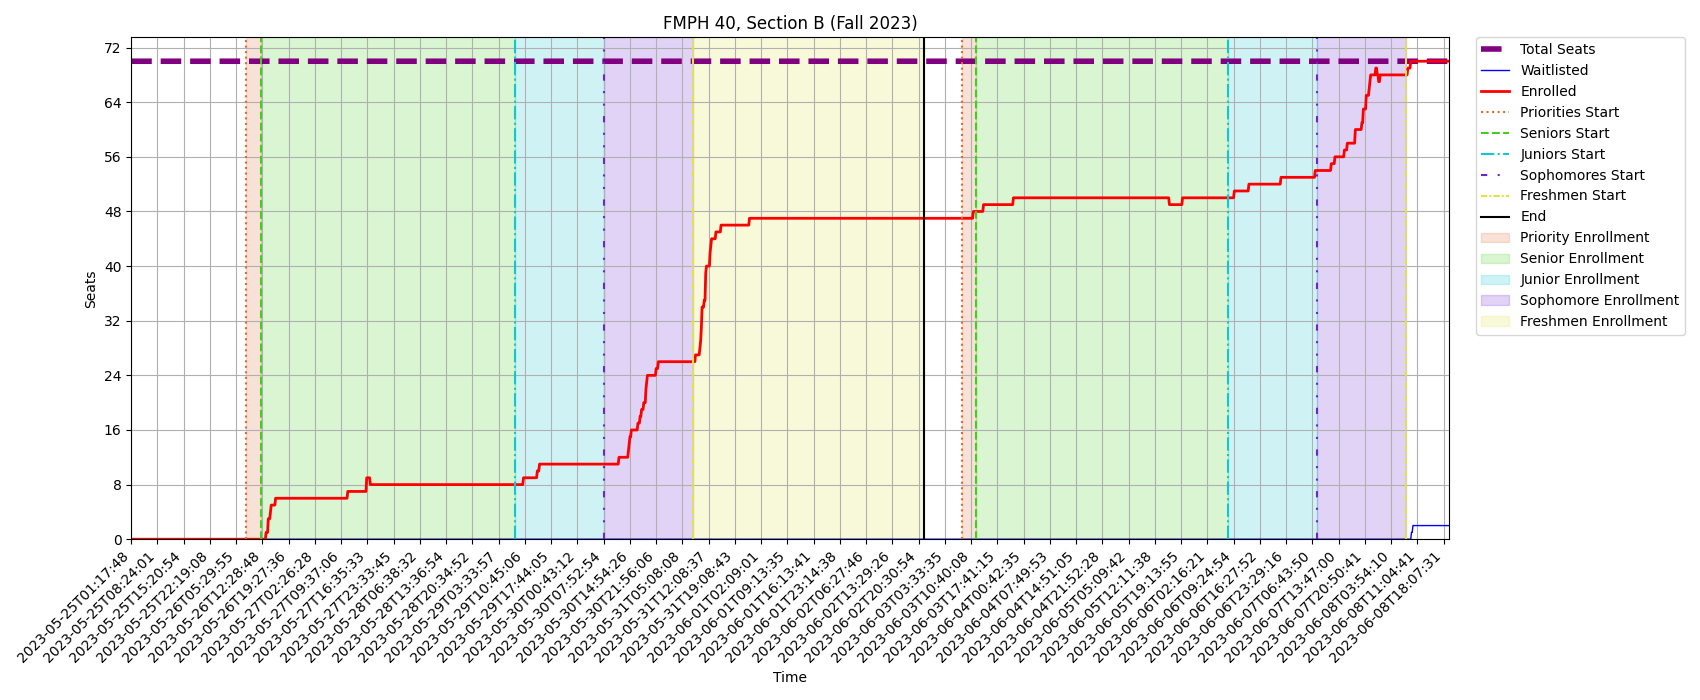 FMPH 40, Section B (Fall 2023)
Seats
72
64
56
48
40
32
24
16
8
0
2023-05-25T01:17:48
2023-05-25T08:24:01
2023-05-25T15:20:54
2023-05-25T22:19:08
2023-05-26T05:29:55
2023-05-26T12:28:48
2023-05-26T19:27:36
2023-05-27T02:26:28
2023-05-27T09:37:06
2023-05-27T16:35:33
2023-05-27T23:33:45
2023-05-28T06:38:32
2023-05-28T13:36:54
2023-05-28T20:34:52
2023-05-29T03:33:57
2023-05-29T10:45:06
2023-05-29T17:44:05
2023-05-30T00:43:12
2023-05-30T07:52:54
2023-05-30T14:54:26
2023-05-30T21:56:06
2023-05-31T05:08:08
2023-05-31T12:08:37
2023-05-31T19:08:43
2023-06-01T02:09:01
2023-06-01T09:13:35
2023-06-01T16:13:41
2023-06-01T23:14:38
2023-06-02T06:27:46
2023-06-02T13:29:26
2023-06-02T20:30:54
2023-06-03T03:33:35
2023-06-03T10:40:08
2023-06-03T17:41:15
2023-06-04T00:42:35
2023-06-04T07:49:53
2023-06-04T14:51:05
2023-06-04T21:52:28
2023-06-05T05:09:42
2023-06-05T12:11:38
2023-06-05T19:13:55
2023-06-06T02:16:21
2023-06-06T09:24:54
2023-06-06T16:27:52
2023-06-06T23:29:16
2023-06-07T06:43:50
2023-06-07T13:47:00
2023-06-07T20:50:41
2023-06-08T03:54:10
2023-06-08T11:04:41
2023-06-08T18:07:31
Time
Total Seats
Waitlisted
Enrolled
Priorities Start
Seniors Start
Juniors Start
Sophomores Start
Freshmen Start
End
Priority Enrollment
Senior Enrollment
Junior Enrollment
Sophomore Enrollment
Freshmen Enrollment